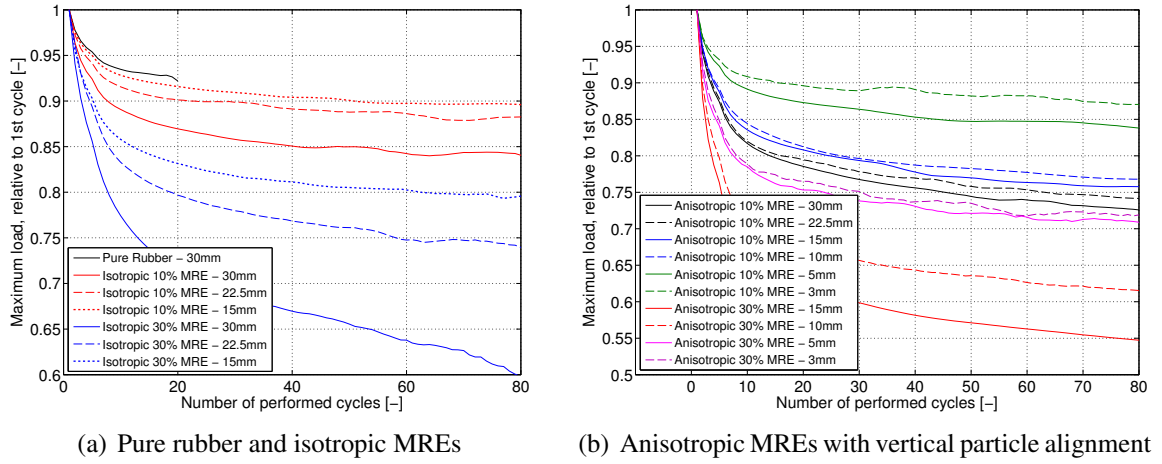 Maximum load, relative to 1st cycle [−]
1
0.95
0.9
0.85
0.8
0.75
0.7
0.65
0.6
Pure Rubber − 30mm
Isotropic 10% MRE − 30mm
Isotropic 10% MRE − 22.5mm
Isotropic 10% MRE − 15mm
Isotropic 30% MRE − 30mm
Isotropic 30% MRE − 22.5mm
Isotropic 30% MRE − 15mm
0 20 40 60 80
Number of performed cycles [−]
(a) Pure rubber and isotropic MREs
Maximum load, relative to 1st cycle [−]
1
0.95
0.9
0.85
0.8
0.75
0.7
0.65
0.6
0.55
0.5
Anisotropic 10% MRE − 30mm
Anisotropic 10% MRE − 22.5mm
Anisotropic 10% MRE − 15mm
Anisotropic 10% MRE − 10mm
Anisotropic 10% MRE − 5mm
Anisotropic 10% MRE − 3mm
Anisotropic 30% MRE − 15mm
Anisotropic 30% MRE − 10mm
Anisotropic 30% MRE − 5mm
Anisotropic 30% MRE − 3mm
0 10 20 30 40 50 60 70 80
Number of performed cycles [−]
(b) Anisotropic MREs with vertical particle alignment